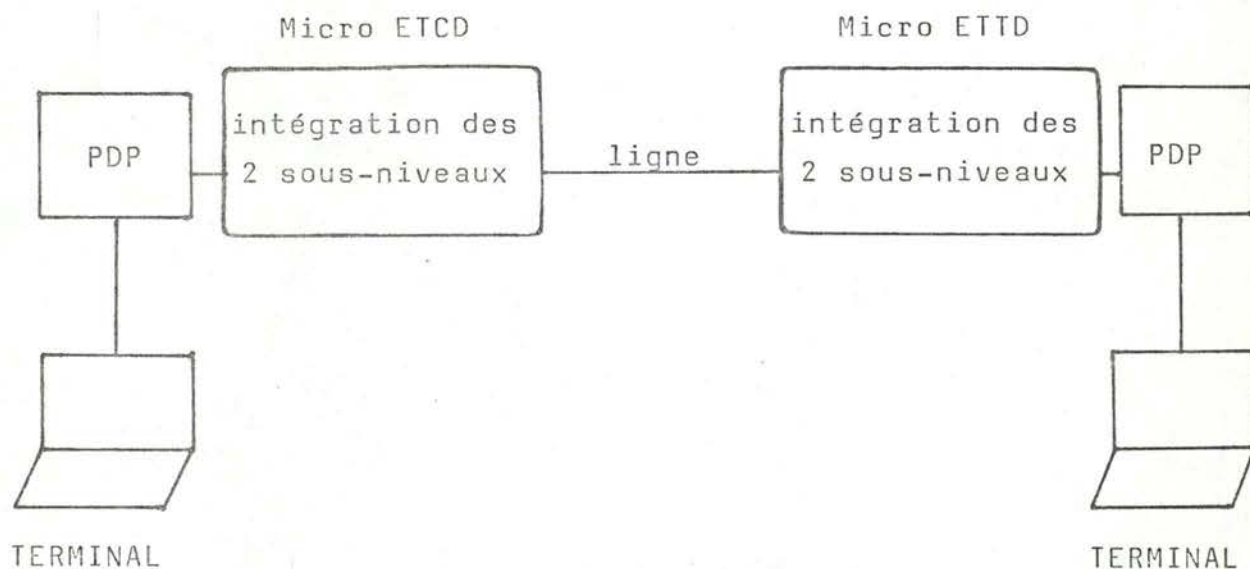 Micro ETCD
Micro ETTD
PDP
intégration des
2 sous-niveaux
ligne
intégration des
2 sous-niveaux
PDP
TERMINAL
TERMINAL